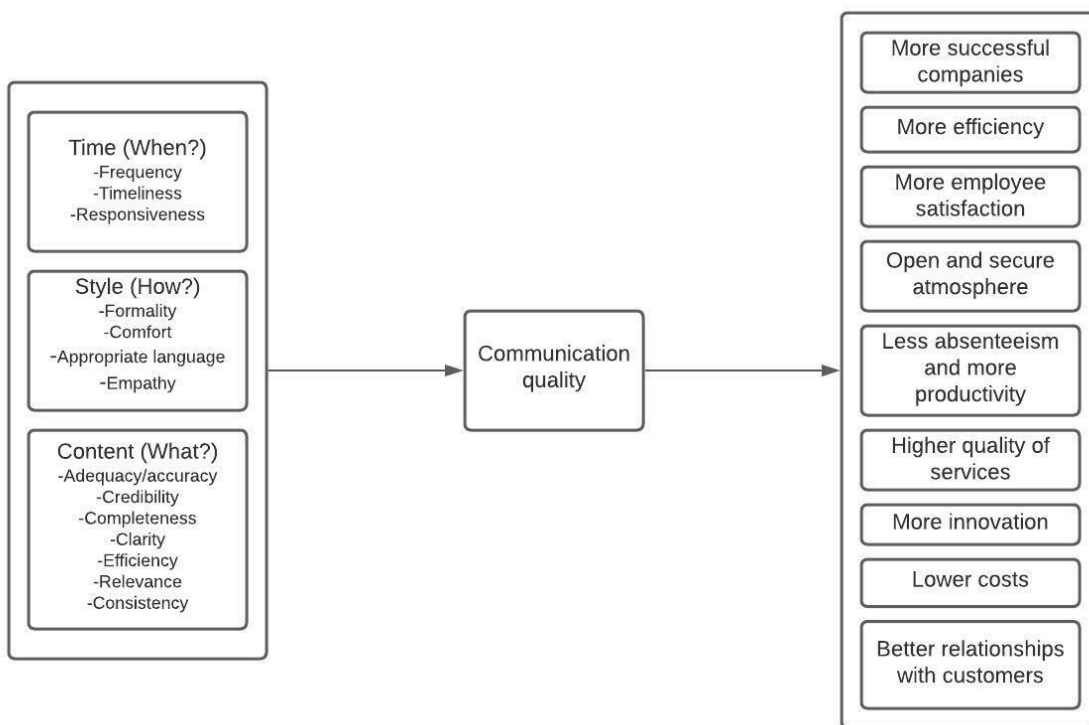 Time (When?)
-Frequency
-Timeliness
-Responsiveness
Style (How?)
-Formality
-Comfort
-Appropriate language
-Empathy
Content (What?)
-Adequacy/accuracy
-Credibility
-Completeness
-Clarity
-Efficiency
-Relevance
-Consistency
Communication
quality
More successful
companies
More efficiency
More employee
satisfaction
Open and secure
atmosphere
Less absenteeism
and more
productivity
Higher quality of
services
More innovation
Lower costs
Better relationships
with customers